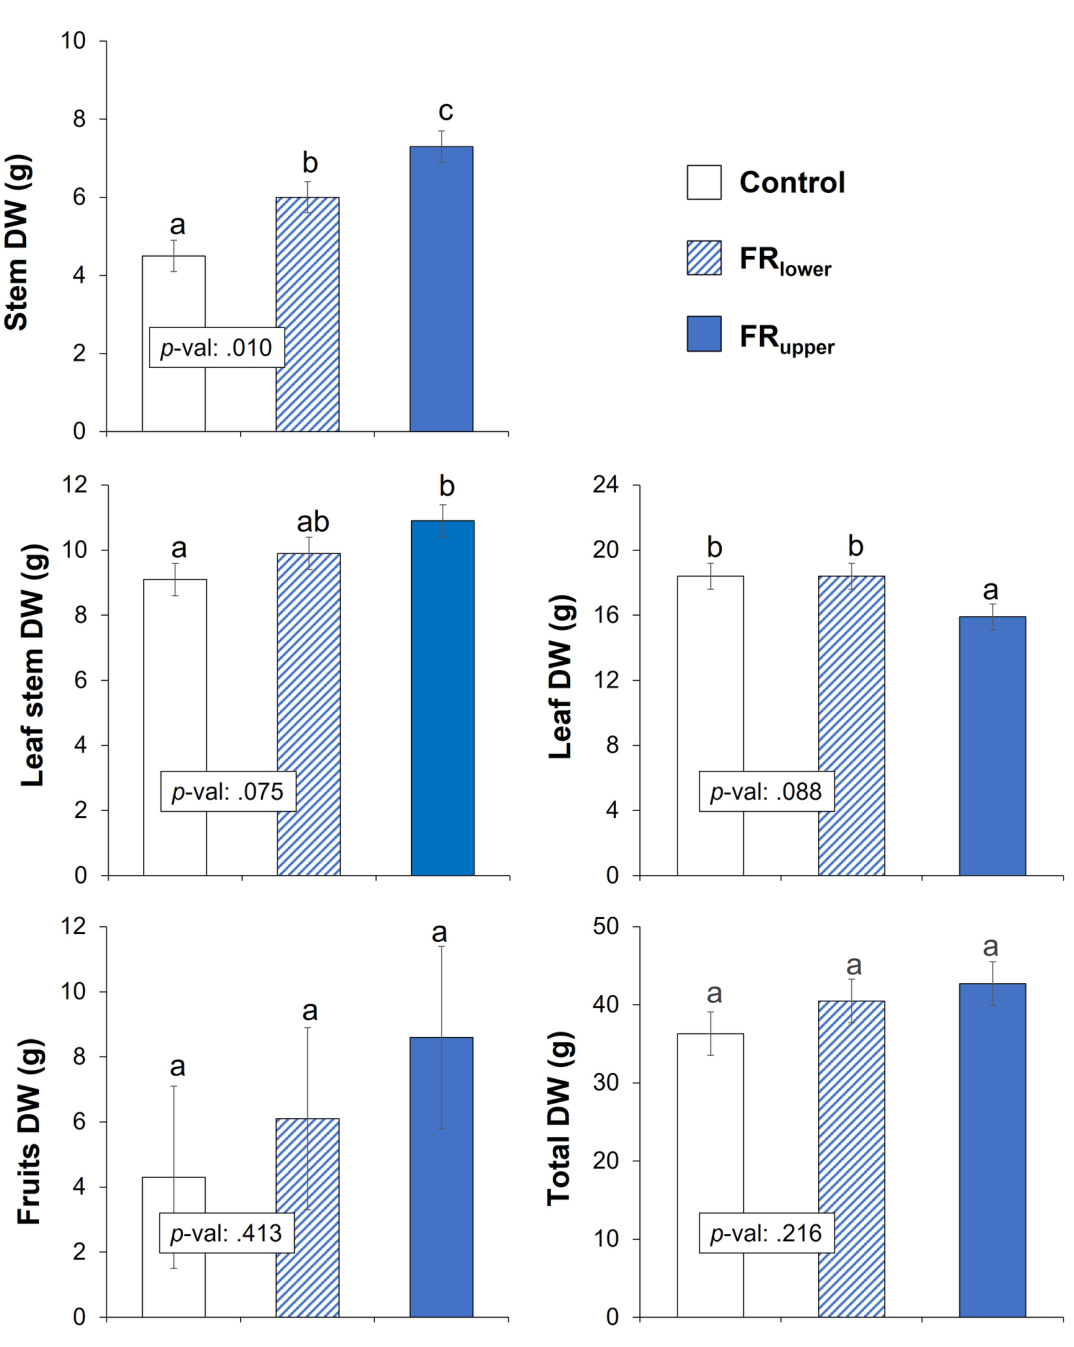 Stem DW (g)
10
8
6
4
2
0
a
b
c
p-val: .010
Control
FRlower
FRupper
Leaf stem DW (g)
12
10
8
6
4
2
0
a
ab
b
p-val: .075
Leaf DW (g)
24
20
16
12
8
4
0
b
b
a
p-val: .088
Fruits DW (g)
12
10
8
6
4
2
0
a
a
a
p-val: .413
Total DW (g)
50
40
30
20
10
0
a
a
a
p-val: .216